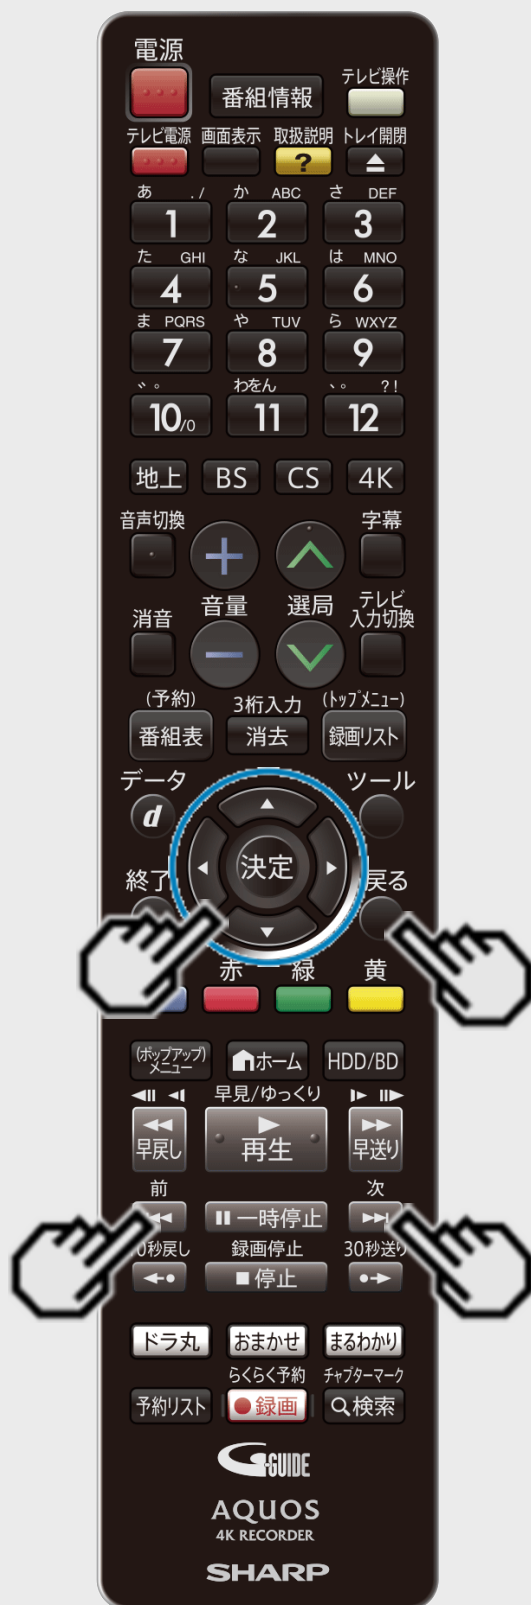 電源
番組情報
テレビ操作
テレビ電源 画面表示 取扱説明 トレイ開閉
?
あ ./ か ABC さ DEF
1 2 3
た GHI な JKL は MNO
4 5 6
ま PQRS や TUV ら WXYZ
7 8 9
゛゜ わをん 、。 ?!
10/0 11 12
地上 BS CS 4K
音声切換 字幕
＋
消音 音量 選局 テレビ
入力切換
−
(予約) 3桁入力 (トップメニュー)
番組表 消去 録画リスト
データ ツール
d
決定
終了 戻る
赤 緑 黄
(ポップアップ)
メニュー ホーム HDD/BD
早見/ゆっくり
早戻し 再生 早送り
前 次
一時停止
0秒戻し 録画停止 30秒送り
停止
ドラ丸 おまかせ まるわかり
らくらく予約 チャプターマーク
予約リスト 録画 検索
G-GUIDE
AQUOS
4K RECORDER
SHARP